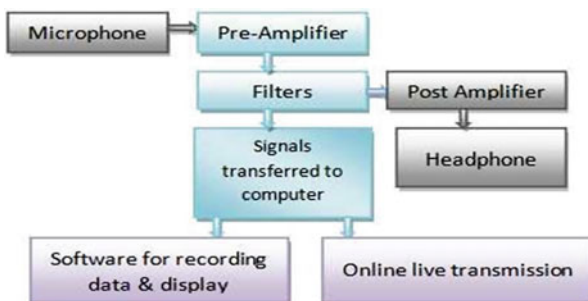 Microphone
Pre-Amplifier
Filters
Post Amplifier
Signals
transferred to
computer
Headphone
Software for recording
data & display
Online live transmission